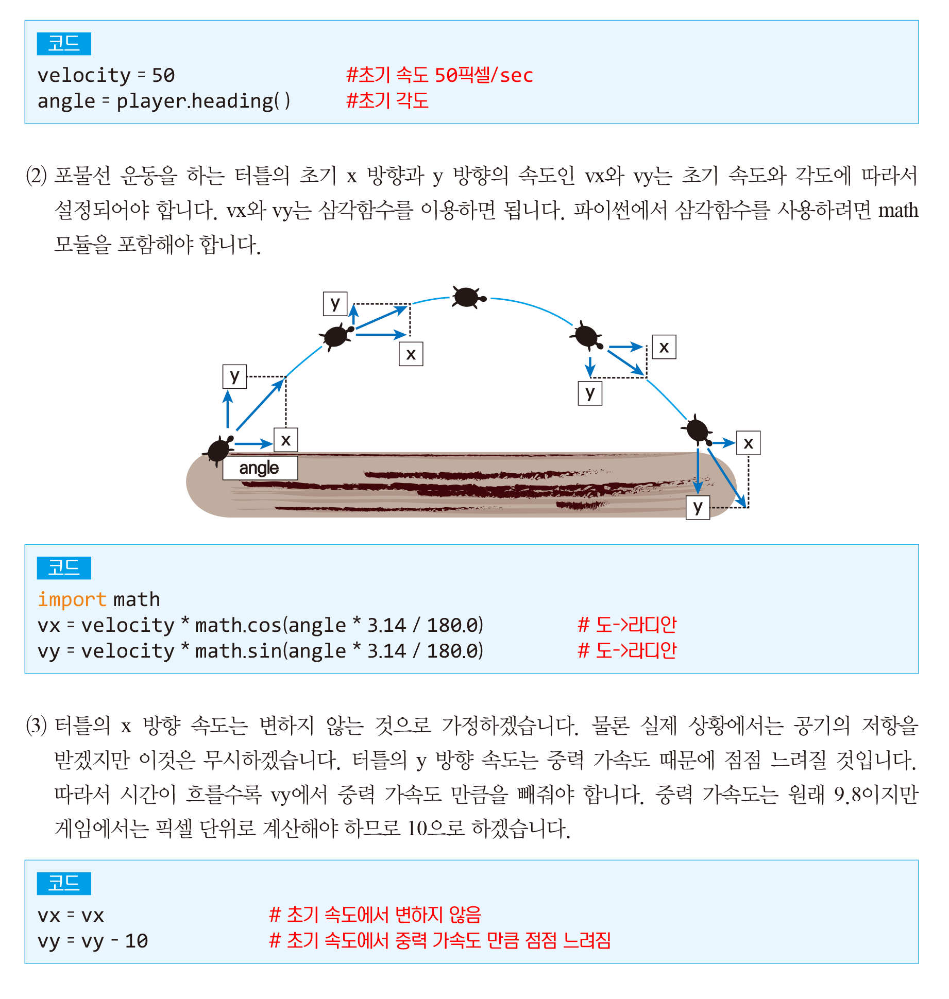 코드
velocity = 50 #초기 속도 50픽셀/sec
angle = player.heading() #초기 각도
(2) 포물선 운동을 하는 터틀의 초기 x 방향과 y 방향의 속도인 vx와 vy는 초기 속도와 각도에 따라서
설정되어야 합니다. vx와 vy는 삼각함수를 이용하면 됩니다. 파이썬에서 삼각함수를 사용하려면 math
모듈을 포함해야 합니다.
y
x
y
x
angle
x
y
x
y
코드
import math
vx = velocity * math.cos(angle * 3.14 / 180.0) # 도->라디안
vy = velocity * math.sin(angle * 3.14 / 180.0) # 도->라디안
(3) 터틀의 x 방향 속도는 변하지 않는 것으로 가정하겠습니다. 물론 실제 상황에서는 공기의 저항을
받겠지만 이것은 무시하겠습니다. 터틀의 y 방향 속도는 중력 가속도 때문에 점점 느려질 것입니다.
따라서 시간이 흐를수록 vy에서 중력 가속도 만큼을 빼줘야 합니다. 중력 가속도는 원래 9.8이지만
게임에서는 픽셀 단위로 계산해야 하므로 10으로 하겠습니다.
코드
vx = vx # 초기 속도에서 변하지 않음
vy = vy - 10 # 초기 속도에서 중력 가속도 만큼 점점 느려짐